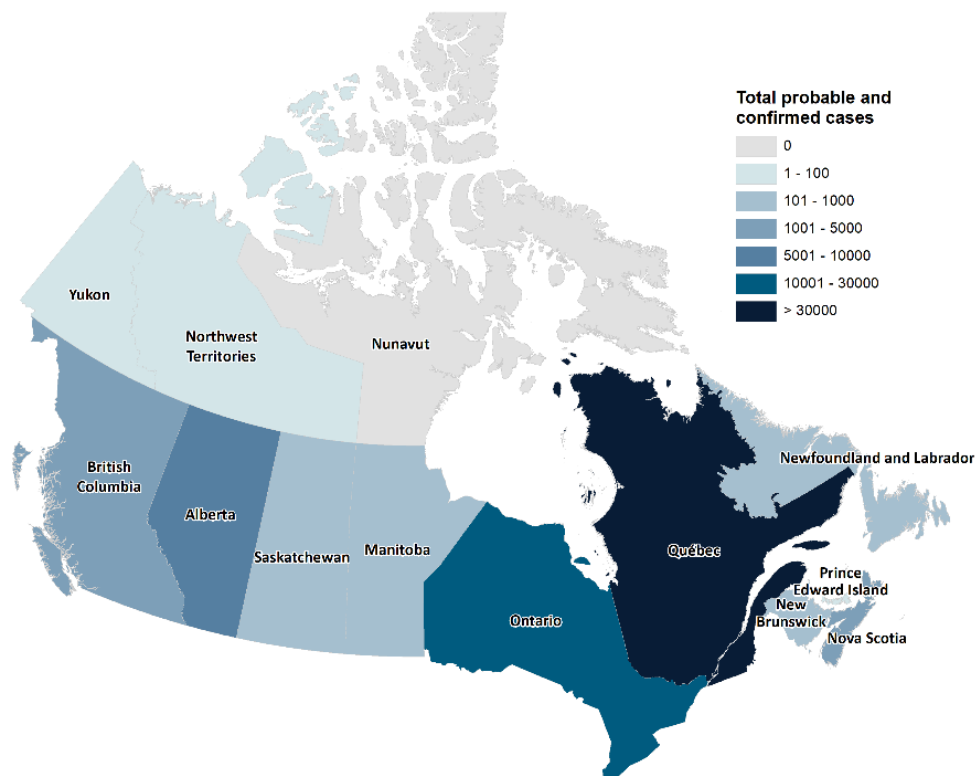 Total probable and
confirmed cases
0
1 - 100
101 - 1000
1001 - 5000
5001 - 10000
10001 - 30000
> 30000
Yukon
Northwest
Territories
Nunavut
British
Columbia
Alberta
Saskatchewan
Manitoba
Ontario
Québec
Newfoundland and Labrador
Prince
Edward Island
New
Brunswick
Nova Scotia